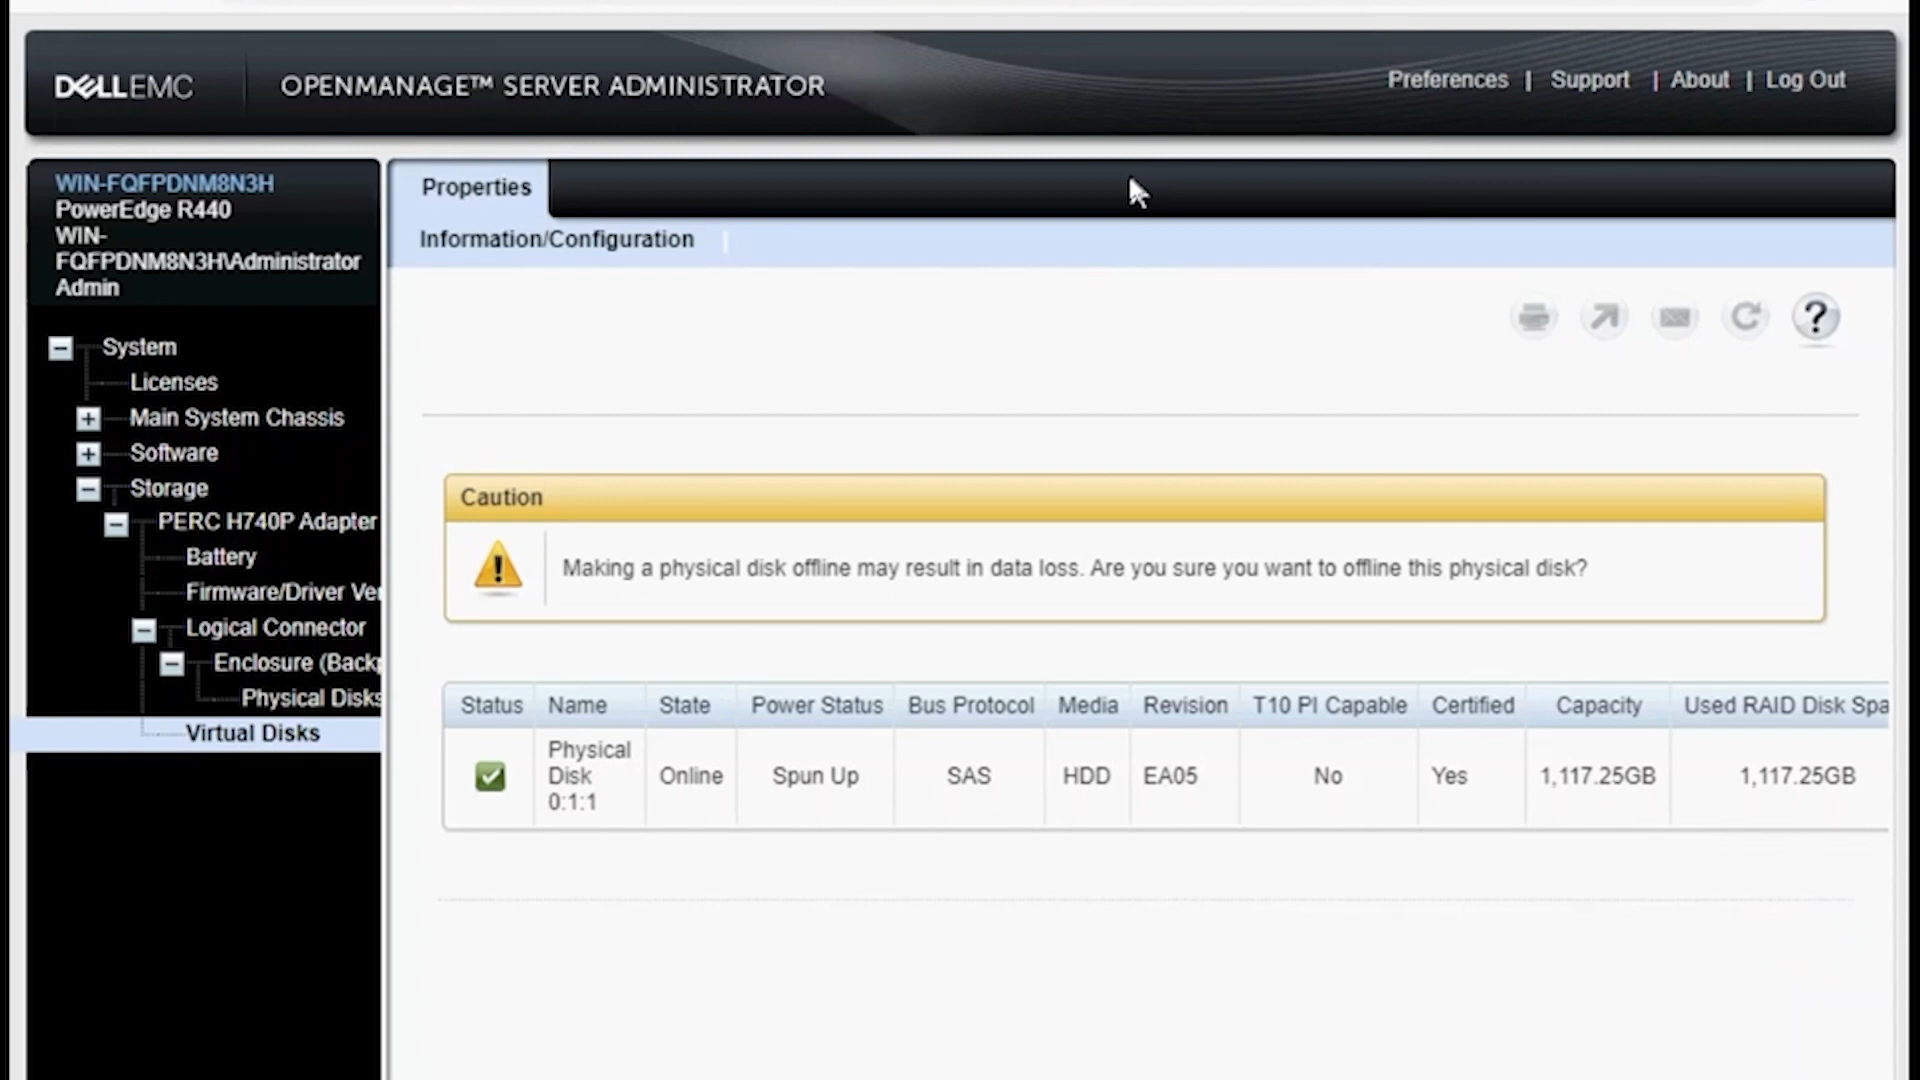 DELLEMC
OPENMANAGE™ SERVER ADMINISTRATOR
Preferences | Support | About | Log Out
WIN-FQFPDNM8N3H
PowerEdge R440
WIN-
FQFPDNM8N3H\Administrator
Admin
System
Licenses
Main System Chassis
Software
Storage
PERC H740P Adapter
Battery
Firmware/Driver Ver
Logical Connector
Enclosure (Backp
Physical Disks
Virtual Disks
Properties
Information/Configuration
Caution
Making a physical disk offline may result in data loss. Are you sure you want to offline this physical disk?
Status Name State Power Status Bus Protocol Media Revision T10 PI Capable Certified Capacity Used RAID Disk Spa
Physical
Disk
0:1:1
Online Spun Up SAS HDD EA05 No Yes 1,117.25GB 1,117.25GB